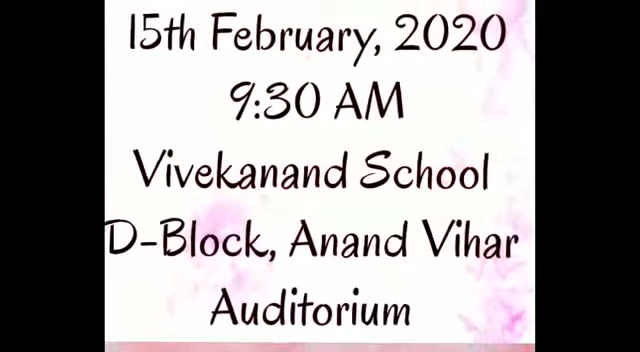 15th February, 2020
9:30 AM
Vivekanand School
D-Block, Anand Vihar
Auditorium